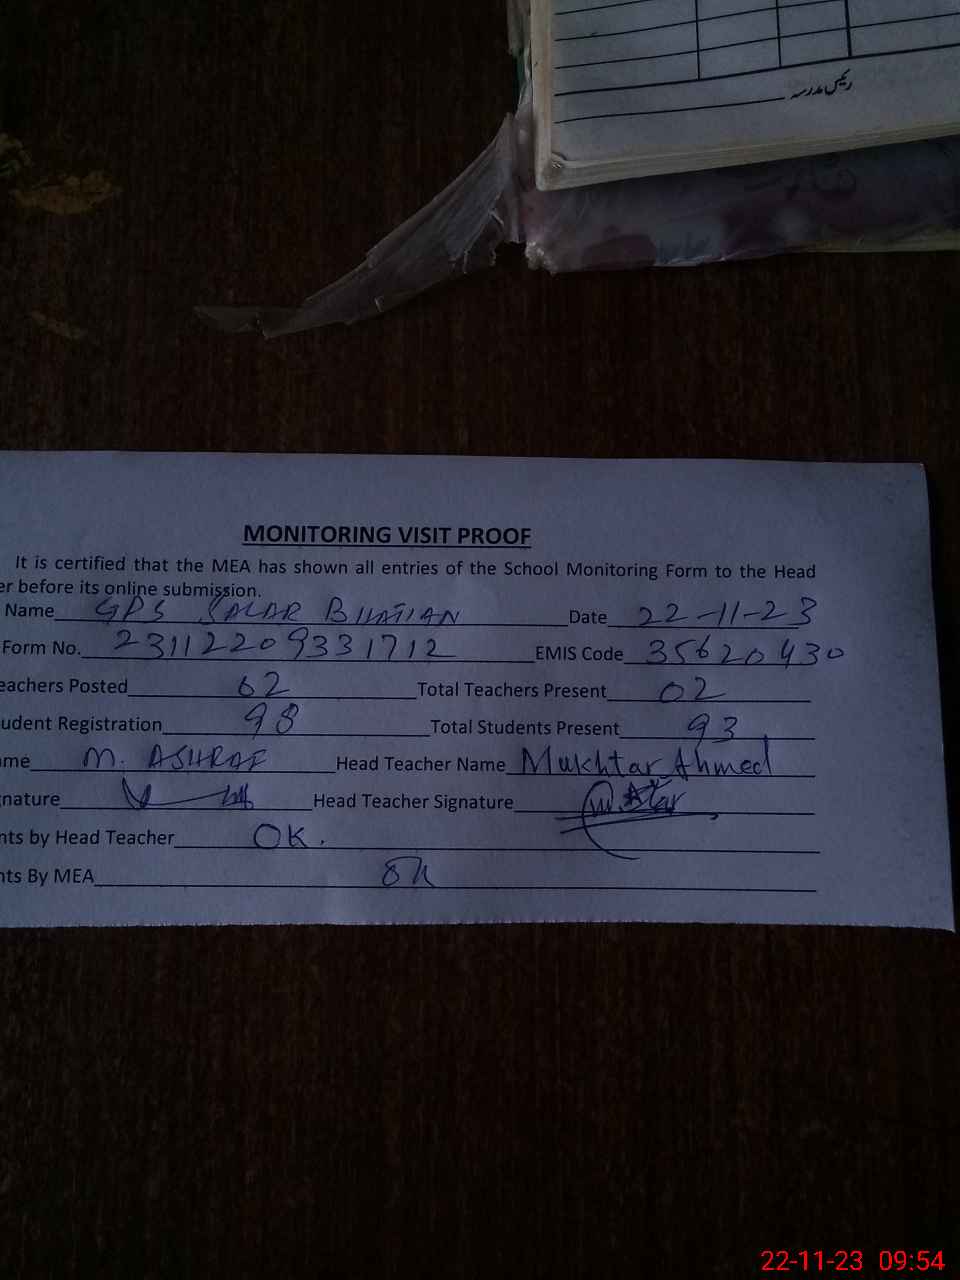 رئیس مدرسہ
MONITORING VISIT PROOF
It is certified that the MEA has shown all entries of the School Monitoring Form to the Head
er before its online submission.
Name GPS SALAR BHATIAN Date 22-11-23
Form No. 23112209331712 EMIS Code 35620430
eachers Posted 02 Total Teachers Present 02
udent Registration 98 Total Students Present 93
me M. ASHRAF Head Teacher Name Mukhtar Ahmed
nature Head Teacher Signature
nts by Head Teacher OK.
nts By MEA ok
22-11-23 09:54